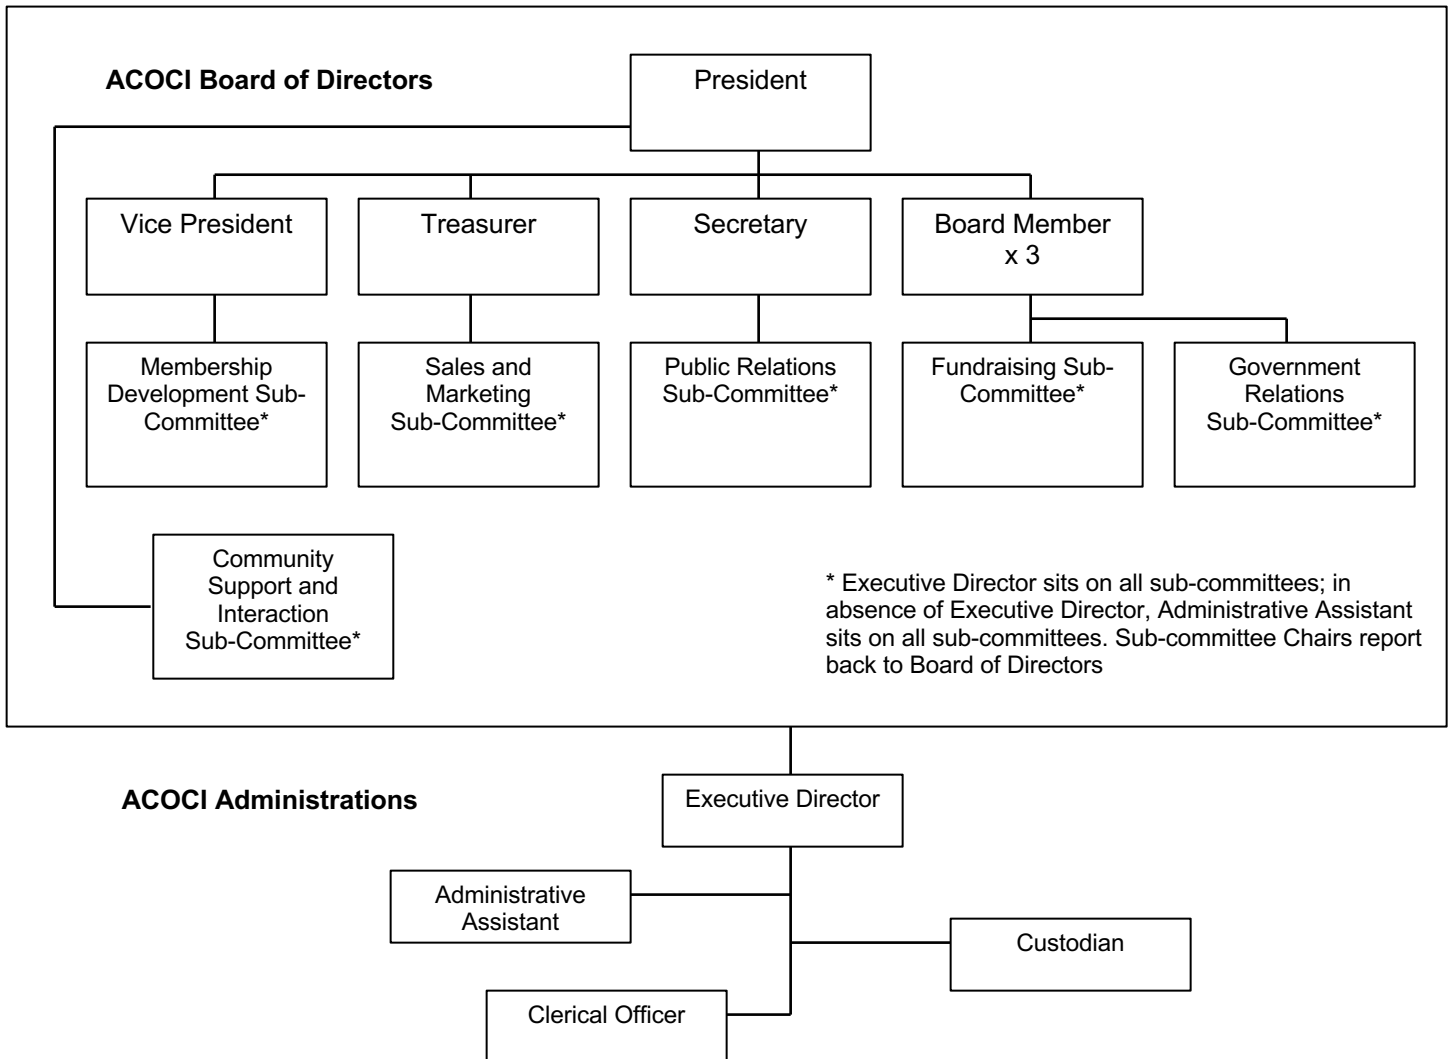 ACOCI Board of Directors
President
Vice President
Treasurer
Secretary
Board Member
x 3
Membership
Development Sub-
Committee*
Sales and
Marketing
Sub-Committee*
Public Relations
Sub-Committee*
Fundraising Sub-
Committee*
Government
Relations
Sub-Committee*
Community
Support and
Interaction
Sub-Committee*
* Executive Director sits on all sub-committees; in
absence of Executive Director, Administrative Assistant
sits on all sub-committees. Sub-committee Chairs report
back to Board of Directors
ACOCI Administrations
Executive Director
Administrative
Assistant
Custodian
Clerical Officer